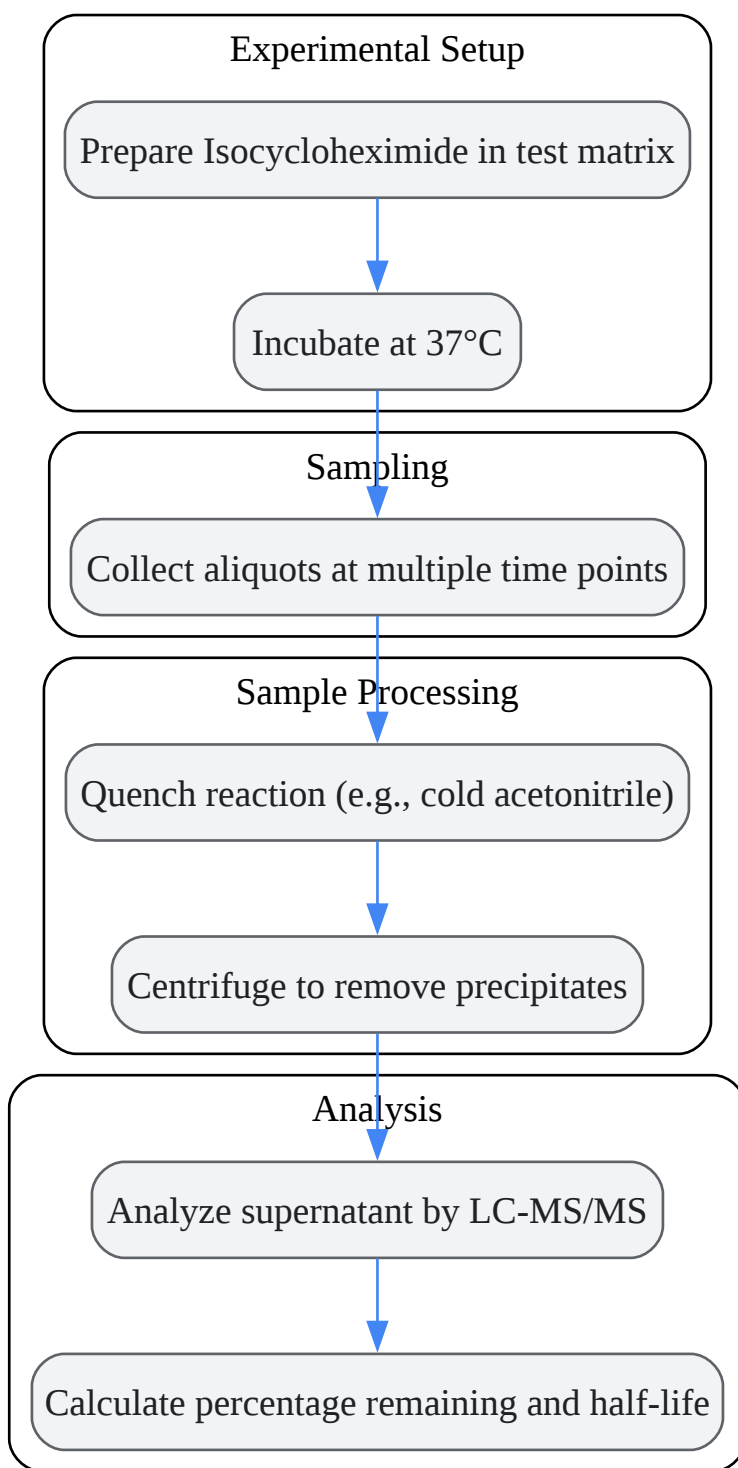 Experimental Setup
Prepare Isocycloheximide in test matrix
Incubate at 37°C
Sampling
Collect aliquots at multiple time points
Sample Processing
Quench reaction (e.g., cold acetonitrile)
Centrifuge to remove precipitates
Analysis
Analyze supernatant by LC-MS/MS
Calculate percentage remaining and half-life